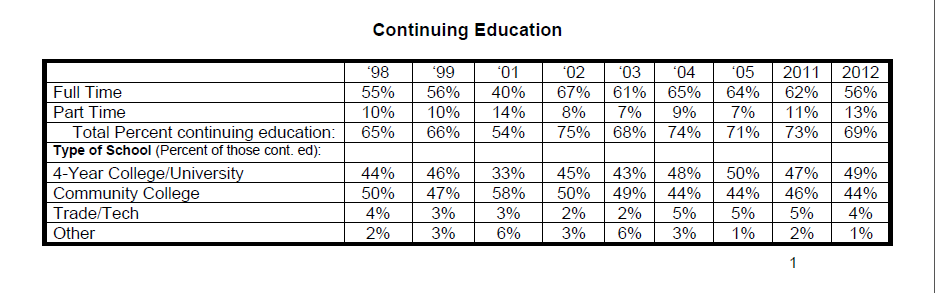 Continuing Education
‘98 ‘99 ‘01 ‘02 ‘03 ‘04 ‘05 2011 2012
Full Time 55% 56% 40% 67% 61% 65% 64% 62% 56%
Part Time 10% 10% 14% 8% 7% 9% 7% 11% 13%
Total Percent continuing education: 65% 66% 54% 75% 68% 74% 71% 73% 69%
Type of School (Percent of those cont. ed):
4-Year College/University 44% 46% 33% 45% 43% 48% 50% 47% 49%
Community College 50% 47% 58% 50% 49% 44% 44% 46% 44%
Trade/Tech 4% 3% 3% 2% 2% 5% 5% 5% 4%
Other 2% 3% 6% 3% 6% 3% 1% 2% 1%
1